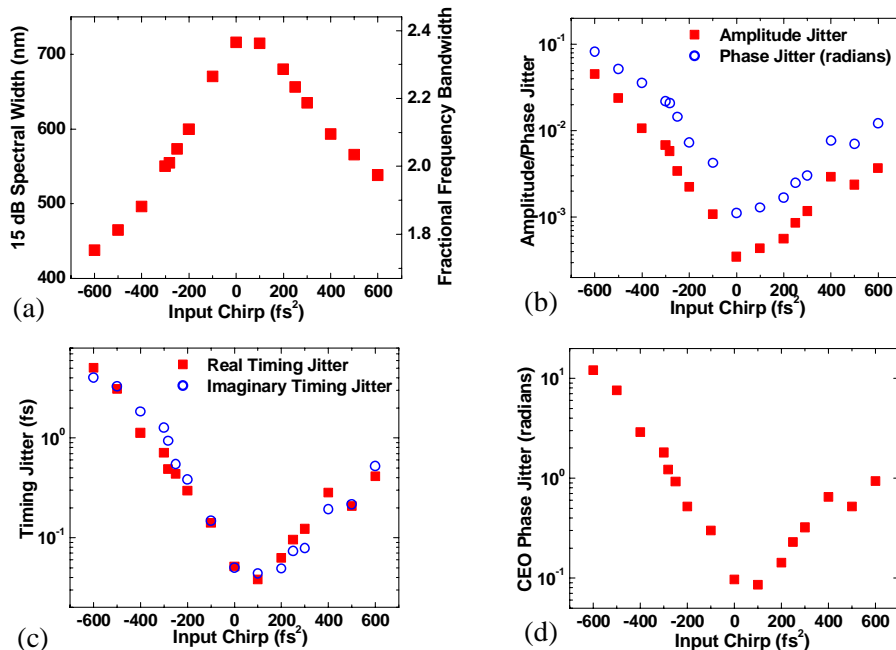 700
600
500
400
15 dB Spectral Width (nm)
2.4
2.2
2.0
1.8
Fractional Frequency Bandwidth
-600 -400 -200 0 200 400 600
Input Chirp (fs²)
(a)
Amplitude Jitter
Phase Jitter (radians)
10⁻¹
10⁻²
10⁻³
Amplitude/Phase Jitter
-600 -400 -200 0 200 400 600
Input Chirp (fs²)
(b)
Real Timing Jitter
Imaginary Timing Jitter
10⁰
10⁻¹
Timing Jitter (fs)
-600 -400 -200 0 200 400 600
Input Chirp (fs²)
(c)
10¹
10⁰
10⁻¹
CEO Phase Jitter (radians)
-600 -400 -200 0 200 400 600
Input Chirp (fs²)
(d)